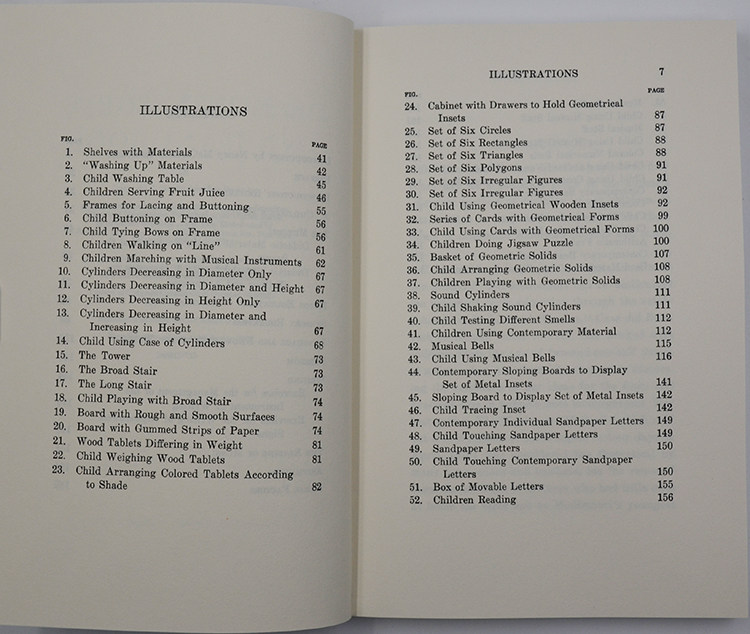 ILLUSTRATIONS
FIG. PAGE
1. Shelves with Materials 41
2. "Washing Up" Materials 42
3. Child Washing Table 45
4. Children Serving Fruit Juice 46
5. Frames for Lacing and Buttoning 55
6. Child Buttoning on Frame 56
7. Child Tying Bows on Frame 56
8. Children Walking on "Line" 61
9. Children Marching with Musical Instruments 62
10. Cylinders Decreasing in Diameter Only 67
11. Cylinders Decreasing in Diameter and Height 67
12. Cylinders Decreasing in Height Only 67
13. Cylinders Decreasing in Diameter and
Increasing in Height 67
14. Child Using Case of Cylinders 68
15. The Tower 73
16. The Broad Stair 73
17. The Long Stair 73
18. Child Playing with Broad Stair 74
19. Board with Rough and Smooth Surfaces 74
20. Board with Gummed Strips of Paper 74
21. Wood Tablets Differing in Weight 81
22. Child Weighing Wood Tablets 81
23. Child Arranging Colored Tablets According
to Shade 82
ILLUSTRATIONS 7
FIG. PAGE
24. Cabinet with Drawers to Hold Geometrical
Insets 87
25. Set of Six Circles 87
26. Set of Six Rectangles 88
27. Set of Six Triangles 88
28. Set of Six Polygons 91
29. Set of Six Irregular Figures 91
30. Set of Six Irregular Figures 92
31. Child Using Geometrical Wooden Insets 92
32. Series of Cards with Geometrical Forms 99
33. Child Using Cards with Geometrical Forms 100
34. Children Doing Jigsaw Puzzle 100
35. Basket of Geometric Solids 107
36. Child Arranging Geometric Solids 108
37. Children Playing with Geometric Solids 108
38. Sound Cylinders 111
39. Child Shaking Sound Cylinders 111
40. Child Testing Different Smells 112
41. Children Using Contemporary Material 112
42. Musical Bells 115
43. Child Using Musical Bells 116
44. Contemporary Sloping Boards to Display
Set of Metal Insets 141
45. Sloping Board to Display Set of Metal Insets 142
46. Child Tracing Inset 142
47. Contemporary Individual Sandpaper Letters 149
48. Child Touching Sandpaper Letters 149
49. Sandpaper Letters 150
50. Child Touching Contemporary Sandpaper
Letters 150
51. Box of Movable Letters 155
52. Children Reading 156